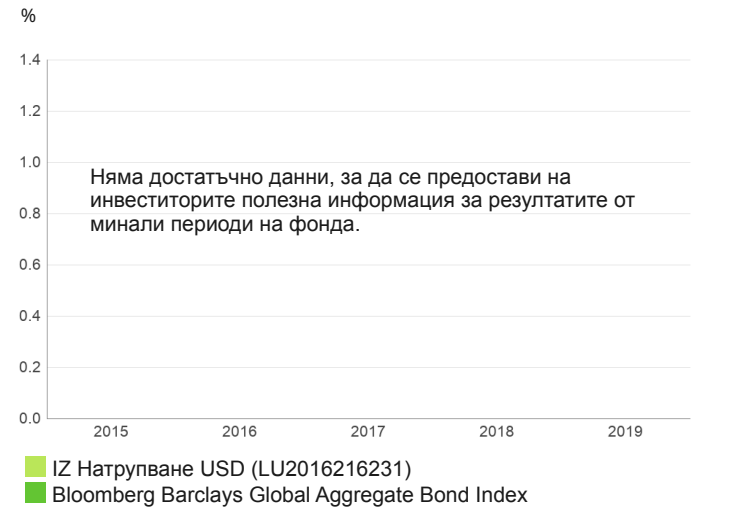 %
1.4
1.2
1.0
Няма достатъчно данни, за да се предостави на
инвеститорите полезна информация за резултатите от
0.8
минали периоди на фонда.
0.6
0.4
0.2
0.0
2015 2016 2017 2018 2019
IZ Натрупване USD (LU2016216231)
Bloomberg Barclays Global Aggregate Bond Index